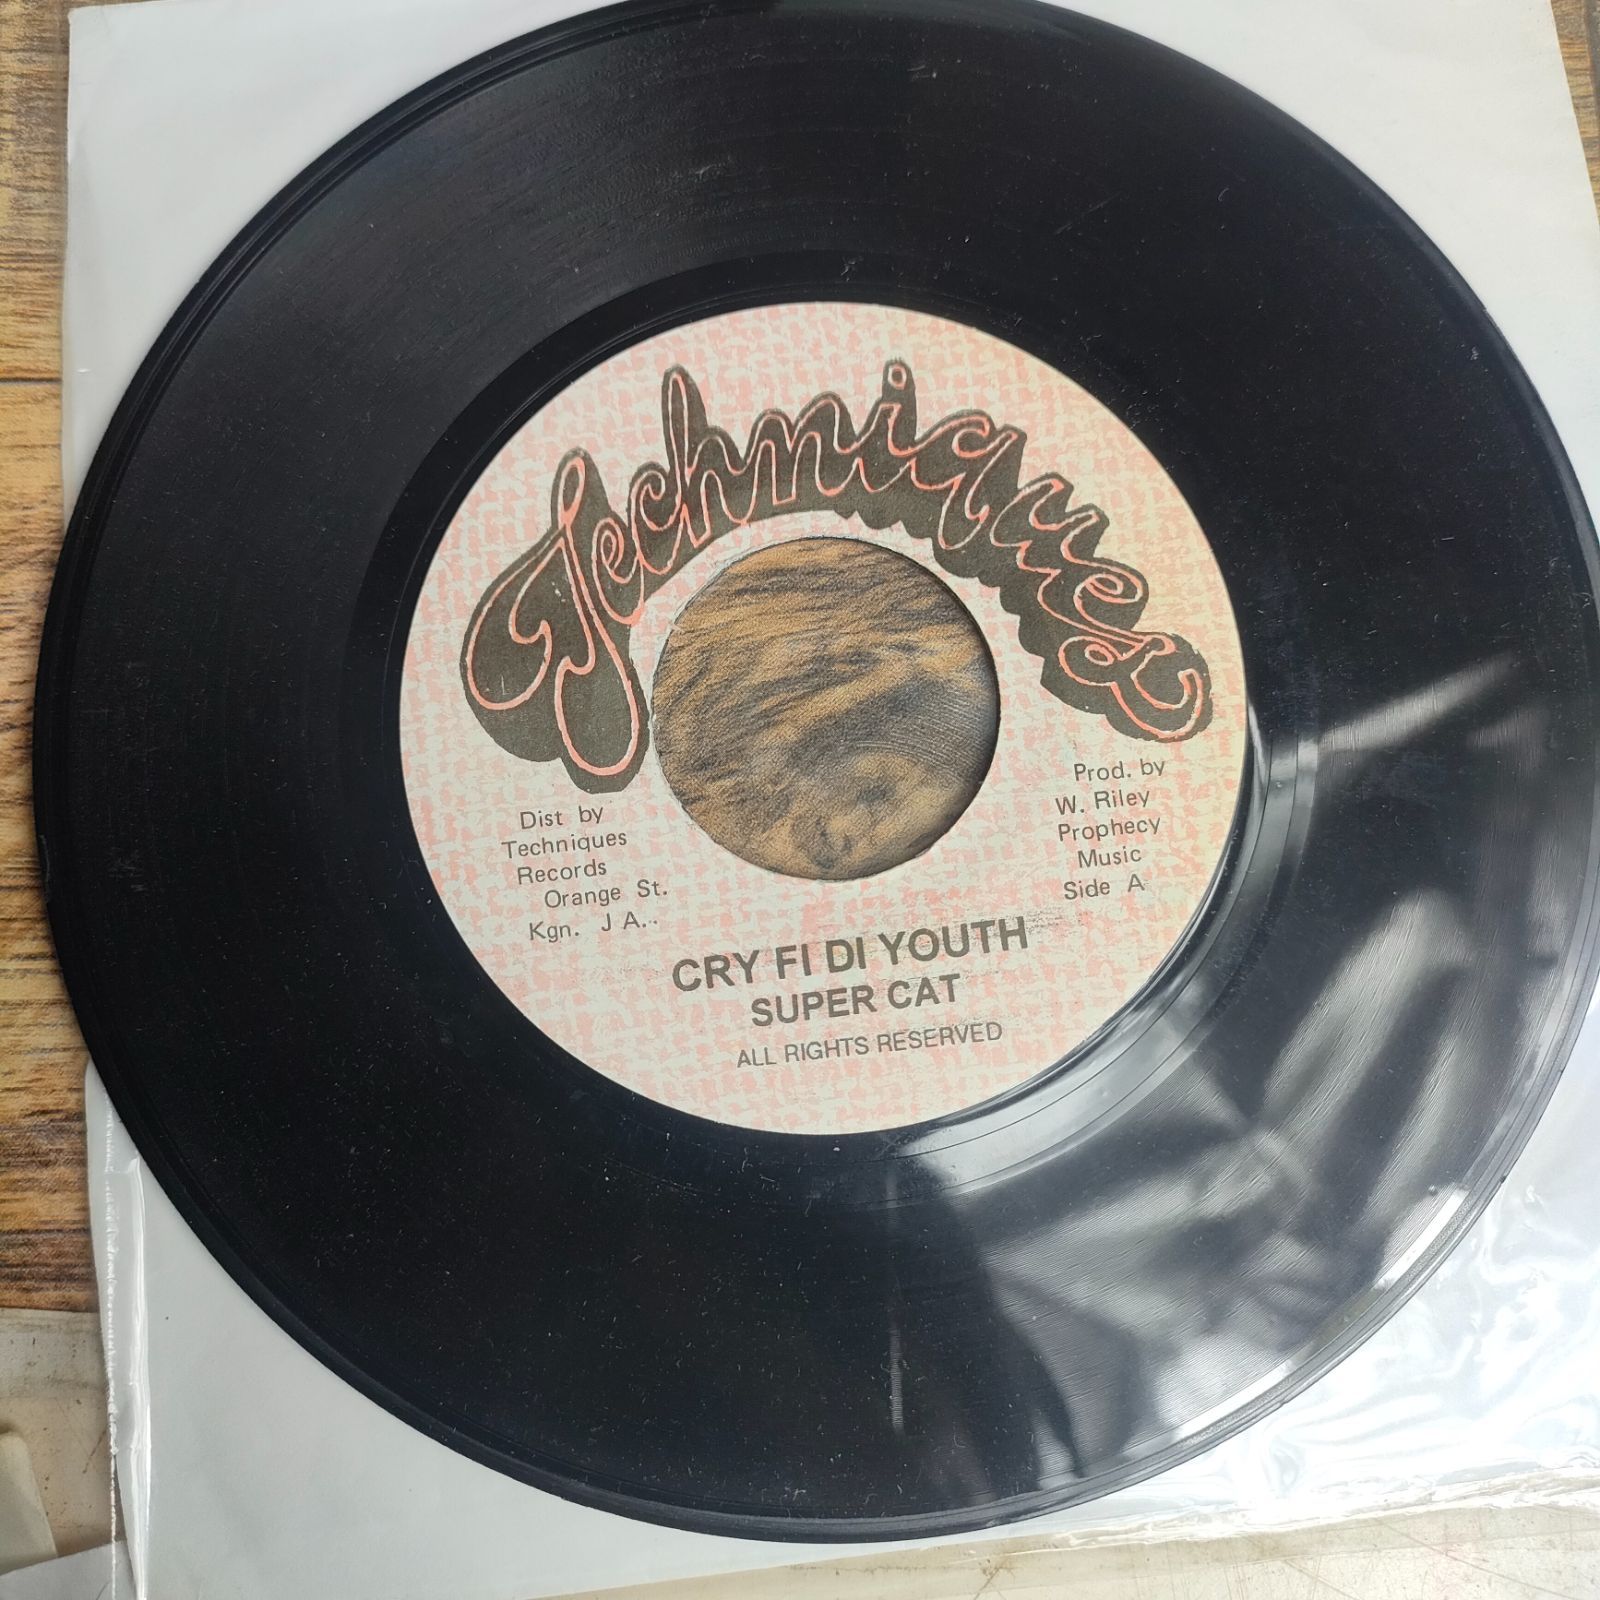 Techniques
Dist by
Techniques
Records
Orange St.
Kgn. J A..
Prod. by
W. Riley
Prophecy
Music
Side A
CRY FI DI YOUTH
SUPER CAT
ALL RIGHTS RESERVED